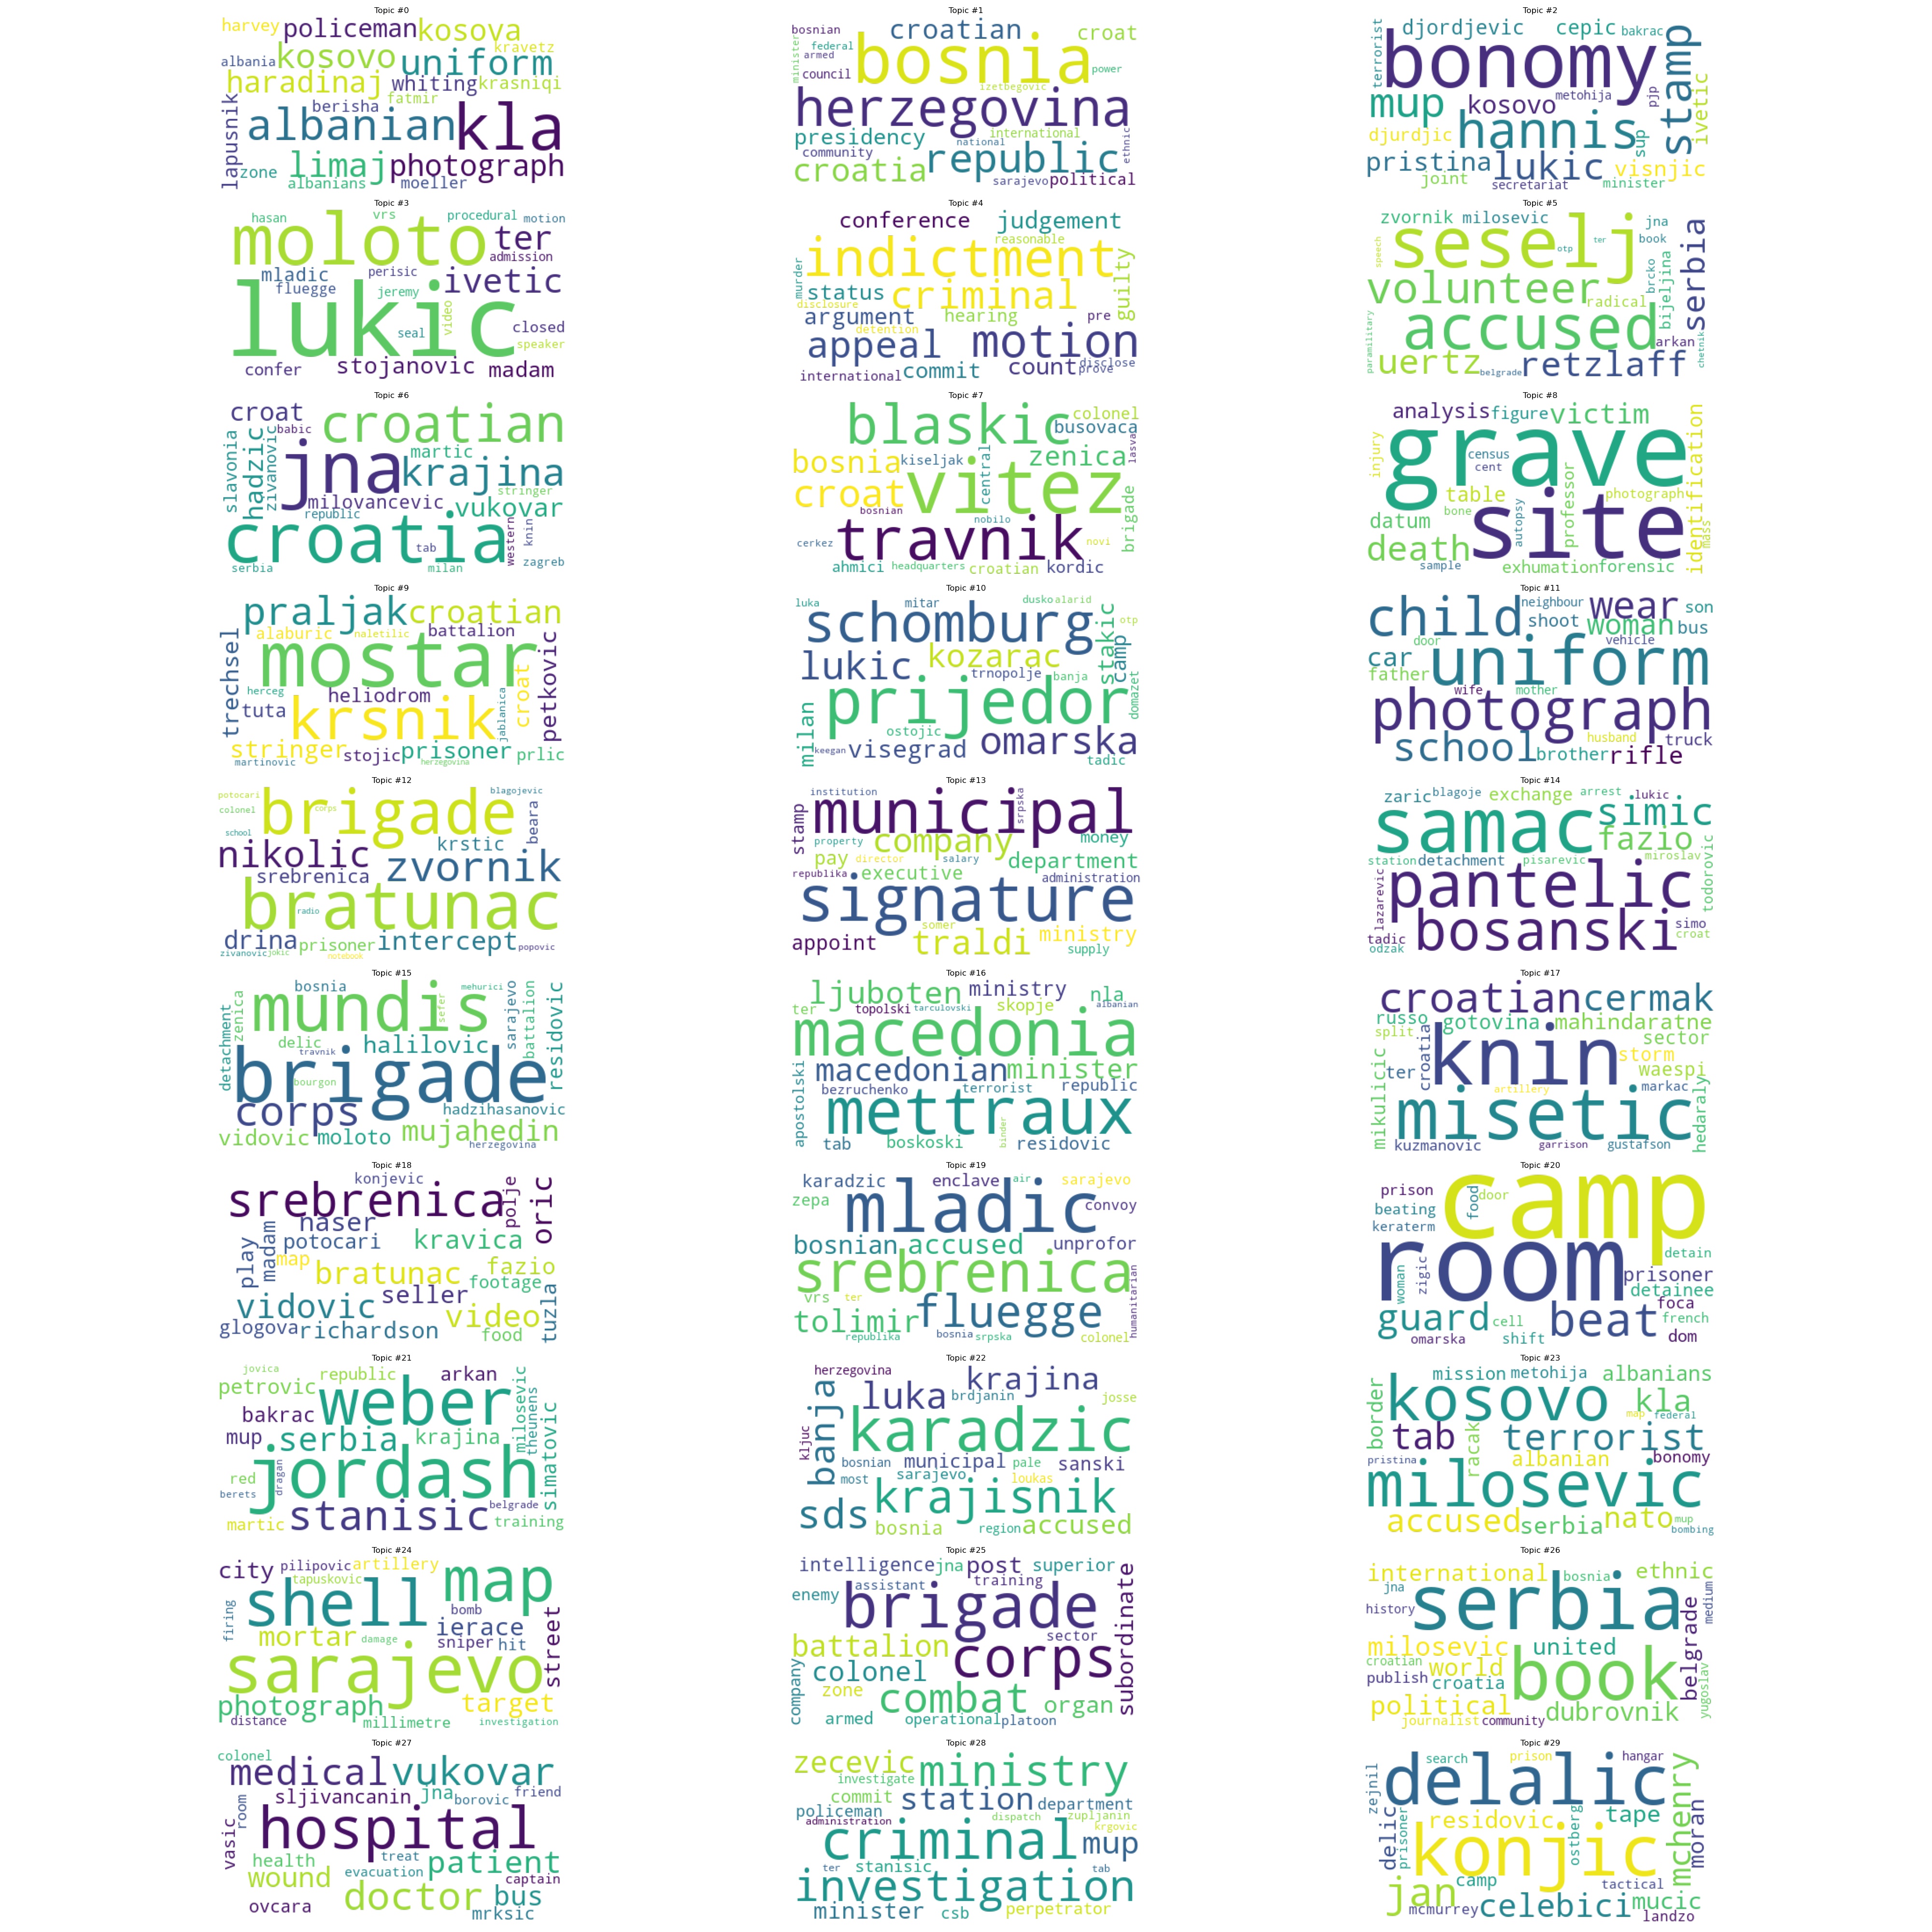 Topic #0
harvey policeman kosova
albania kosovo uniform kravetz
haradinaj whiting krasniqi
berisha fatmir
lapusnik albanian kla
zone limaj photograph
albanians moeller
Topic #1
bosnian croatian croat
minister federal armed bosnia
council power
izetbegovic
herzegovina
presidency international ethnic
community national republic
croatia sarajevo political
Topic #2
terrorist djordjevic cepic bakrac stamp
bonomy
mup kosovo metohija pjp ivetic
djurdjic hannis sup
pristina lukic visnjic
joint secretariat minister
Topic #3
hasan vrs procedural motion
moloto ter
admission
mladic perisic ivetic
fluegge jeremy
lukic video
seal closed
speaker
confer stojanovic madam
Topic #4
conference judgement
reasonable
murder indictment guilty
status criminal
disclosure
argument hearing pre
detention
appeal motion
international commit count disclose
prove
Topic #5
zvornik milosevic jna
speech seselj otp ter book serbia
volunteer radical brcko bijeljina
paramilitary accused arkan chetnik
uertz belgrade retzlaff
Topic #6
croat babic croatian
slavonia hadzic zivanovic martic
jna krajina
milovancevic stringer
republic vukovar
croatia tab western knin
serbia milan zagreb
Topic #7
blaskic colonel
busovaca lasva
bosnia kiseljak central zenica
croat vitez
bosnian nobilo brigade
cerkez travnik novi
ahmici headquarters croatian kordic
Topic #8
analysis figure victim
injury grave identification
census
cent
table photograph
datum bone autopsy professor site mass
death
sample exhumation forensic
Topic #9
praljak croatian
alaburic naletilic battalion
trechsel mostar petkovic
herceg heliodrom croat
tuta krsnik jablanica
stringer stojic prisoner prlic
martinovic herzegovina
Topic #10
luka mitar dusko alarid
schomburg stakic otp
lukic kozarac camp
trnopolje banja
milan prijedor domazet
ostojic
keegan visegrad omarska
tadic
Topic #11
child neighbour wear son
shoot woman bus
door vehicle
car uniform
father
wife mother
photograph
school husband truck
brother rifle
Topic #12
potocari blagojevic
colonel brigade corps beara
school krstic
nikolic zvornik
srebrenica
bratunac
radio
drina prisoner intercept popovic
zivanovic jokic notebook
Topic #13
institution srpska
stamp municipal
property company money
pay director salary department
republika executive administration
signature
somer
appoint traldi ministry
supply
Topic #14
zaric blagoje exchange arrest lukic
samac simic
fazio
station detachment pisarevic miroslav todorovic
lazarevic pantelic
simo
tadic bosanski croat
odzak
Topic #15
bosnia mehurici
detachment zenica mundis sefer sarajevo battalion residovic
delic halilovic
travnik
brigade
bourgon
corps hadzihasanovic
vidovic moloto mujahedin
herzegovina
Topic #16
ljuboten ministry nla
ter topolski tarculovski skopje albanian
macedonia
macedonian minister
apostolski bezruchenko terrorist republic
mettraux
binder
tab boskoski residovic
Topic #17
croatian cermak
russo gotovina mahindaratne
split croatia sector
knin storm
mikulicic ter waespi
artillery markac
misetic hedaraly
kuzmanovic garrison gustafson
Topic #18
konjevic
srebrenica polje oric
naser
play madam potocari kravica
map bratunac fazio
footage
vidovic seller video tuzla
glogova richardson food
Topic #19
karadzic enclave air sarajevo
zepa mladic convoy
bosnian accused unprofor
srebrenica
vrs ter humanitarian
tolimir fluegge
republika bosnia srpska colonel
Topic #20
prison food door camp
beating
keraterm
room detain
woman zigic prisoner
detainee
guard cell beat foca
french
omarska shift dom
Topic #21
jovica republic arkan
petrovic weber milosevic theunens simatovic
bakrac
mup serbia krajina
red dragan jordash
berets belgrade
martic stanisic training
Topic #22
herzegovina krajina
banja luka brdjanin josse
kljuc karadzic
bosnian municipal pale sanski
most sarajevo loukas
sds krajisnik
bosnia region accused
Topic #23
mission metohija albanians
border kosovo kla
map federal
tab racak terrorist
pristina albanian bonomy
milosevic
accused serbia nato mup
bombing
Topic #24
city pilipovic artillery map
tapuskovic
firing shell bomb street
mortar damage ierace
sniper hit
sarajevo
photograph target
distance millimetre investigation
Topic #25
intelligence jna post superior
assistant training subordinate
enemy brigade
battalion sector
company colonel corps
zone combat organ
armed operational platoon
Topic #26
international bosnia ethnic
jna serbia medium
history belgrade
milosevic united
croatian world
publish croatia book yugoslav
political dubrovnik
journalist community
Topic #27
colonel medical vukovar
sljivancanin jna borovic friend
vasic room hospital
health treat patient
wound evacuation captain
doctor bus
ovcara mrksic
Topic #28
zecevic ministry
investigate
commit station department
policeman dispatch zupljanin
administration krgovic
criminal mup
ter stanisic tab
investigation
minister csb perpetrator
Topic #29
search prison hangar
zejnil delalic mchenry
residovic tape
delic prisoner ostberg moran
konjic
jan camp tactical
mcmurrey celebici mucic
landzo